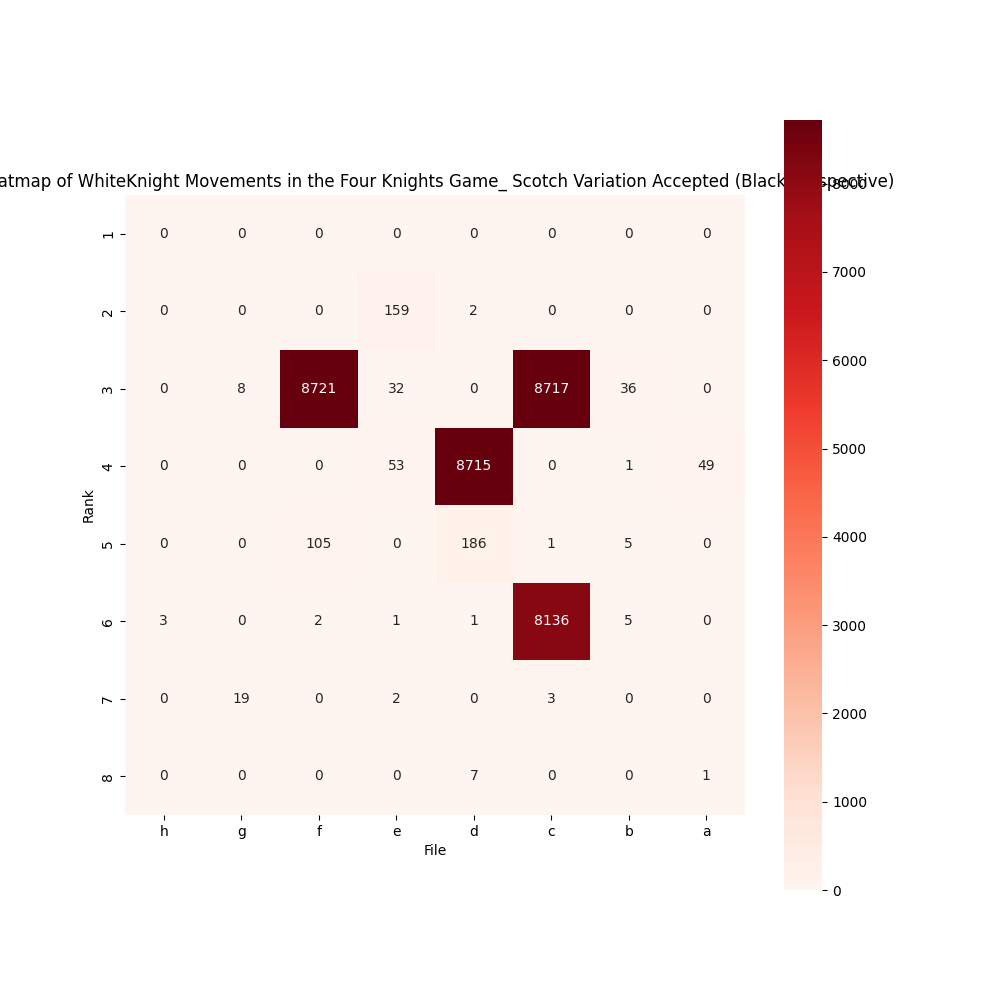 atmap of WhiteKnight Movements in the Four Knights Game_ Scotch Variation Accepted (Black Perspective)
8000
1 0 0 0 0 0 0 0 0
7000
2 0 0 0 159 2 0 0 0
6000
3 0 8 8721 32 0 8717 36 0
5000
4 0 0 0 53 8715 0 1 49
Rank
4000
5 0 0 105 0 186 1 5 0
6 3 0 2 1 1 8136 5 0
3000
7 0 19 0 2 0 3 0 0
2000
8 0 0 0 0 7 0 0 1
1000
h g f e d c b a
File
0